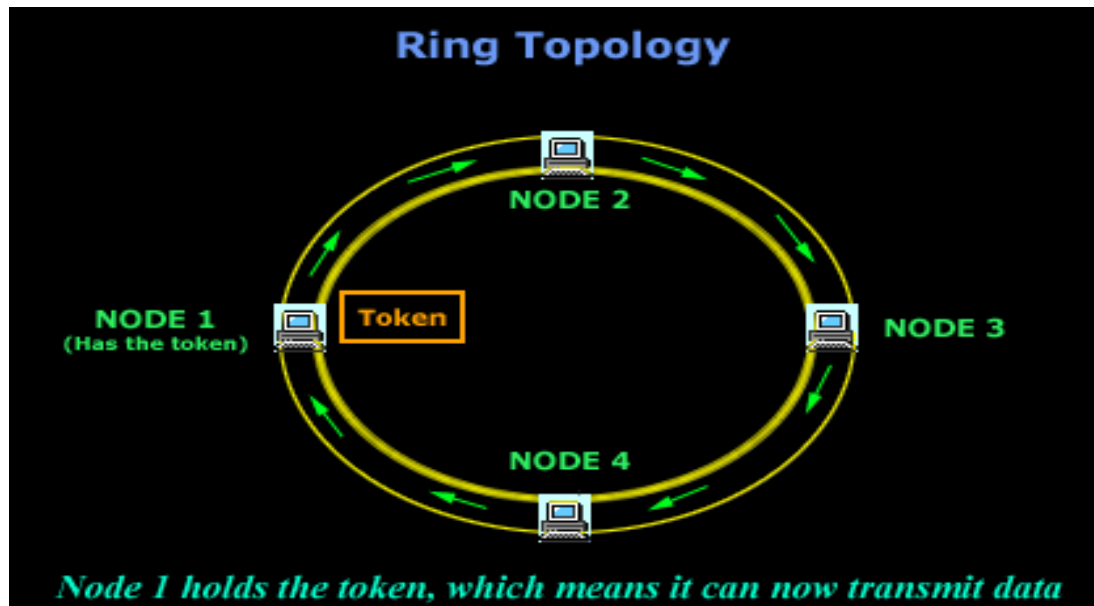 Ring Topology
NODE 2
NODE 1
(Has the token)
Token
NODE 3
NODE 4
Node 1 holds the token, which means it can now transmit data